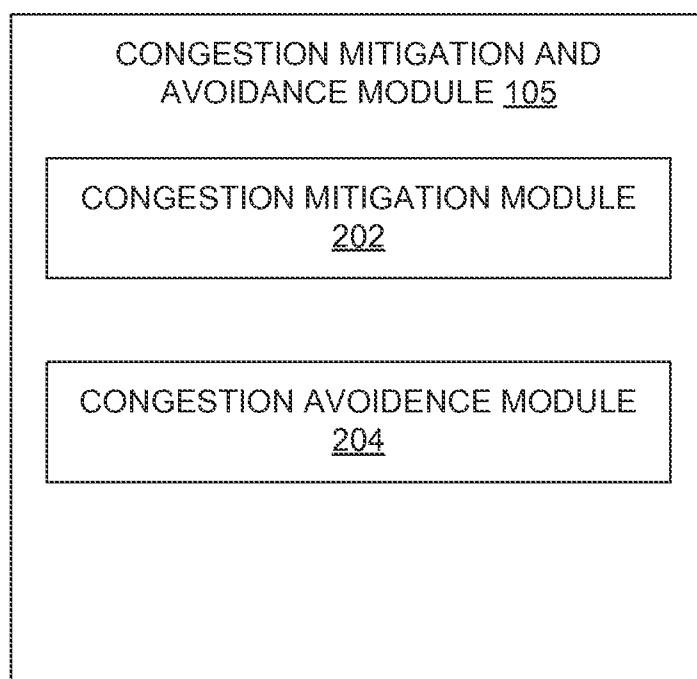 CONGESTION MITIGATION AND
AVOIDANCE MODULE 105
CONGESTION MITIGATION MODULE
202
CONGESTION AVOIDENCE MODULE
204